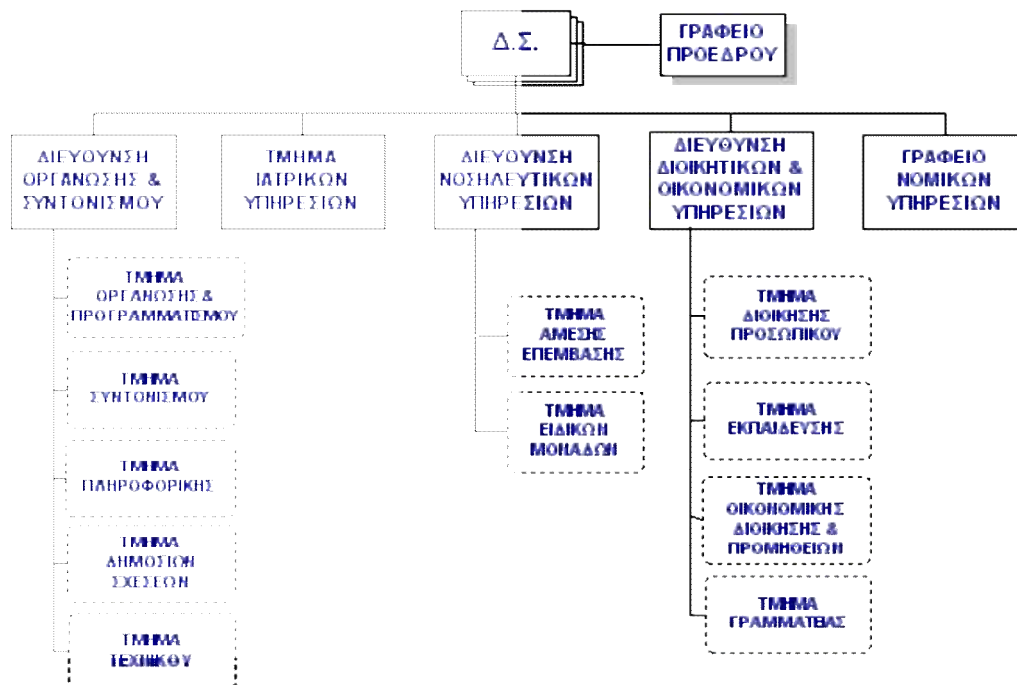 Δ.Σ.
ΓΡΑΦΕΙΟ
ΠΡΟΕΔΡΟΥ
ΔΙΕΥΘΥΝΣΗ
ΟΡΓΑΝΩΣΗΣ &
ΣΥΝΤΟΝΙΣΜΟΥ
ΤΜΗΜΑ
ΙΑΤΡΙΚΩΝ
ΥΠΗΡΕΣΙΩΝ
ΔΙΕΥΘΥΝΣΗ
ΝΟΣΗΛΕΥΤΙΚΩΝ
ΥΠΗΡΕΣΙΩΝ
ΔΙΕΥΘΥΝΣΗ
ΔΙΟΙΚΗΤΙΚΩΝ &
ΟΙΚΟΝΟΜΙΚΩΝ
ΥΠΗΡΕΣΙΩΝ
ΓΡΑΦΕΙΟ
ΝΟΜΙΚΩΝ
ΥΠΗΡΕΣΙΩΝ
ΤΜΗΜΑ
ΟΡΓΑΝΩΣΗΣ &
ΠΡΟΓΡΑΜΜΑΤΙΣΜΟΥ
ΤΜΗΜΑ
ΣΥΝΤΟΝΙΣΜΟΥ
ΤΜΗΜΑ
ΠΛΗΡΟΦΟΡΙΚΗΣ
ΤΜΗΜΑ
ΔΗΜΟΣΙΩΝ
ΣΧΕΣΕΩΝ
ΤΜΗΜΑ
ΤΕΧΝΙΚΟΥ
ΤΜΗΜΑ
ΑΜΕΣΗΣ
ΕΠΕΜΒΑΣΗΣ
ΤΜΗΜΑ
ΕΙΔΙΚΩΝ
ΜΟΝΑΔΩΝ
ΤΜΗΜΑ
ΔΙΟΙΚΗΣΗΣ
ΠΡΟΣΩΠΙΚΟΥ
ΤΜΗΜΑ
ΕΚΠΑΙΔΕΥΣΗΣ
ΤΜΗΜΑ
ΟΙΚΟΝΟΜΙΚΗΣ
ΔΙΟΙΚΗΣΗΣ &
ΠΡΟΜΗΘΕΙΩΝ
ΤΜΗΜΑ
ΓΡΑΜΜΑΤΕΙΑΣ